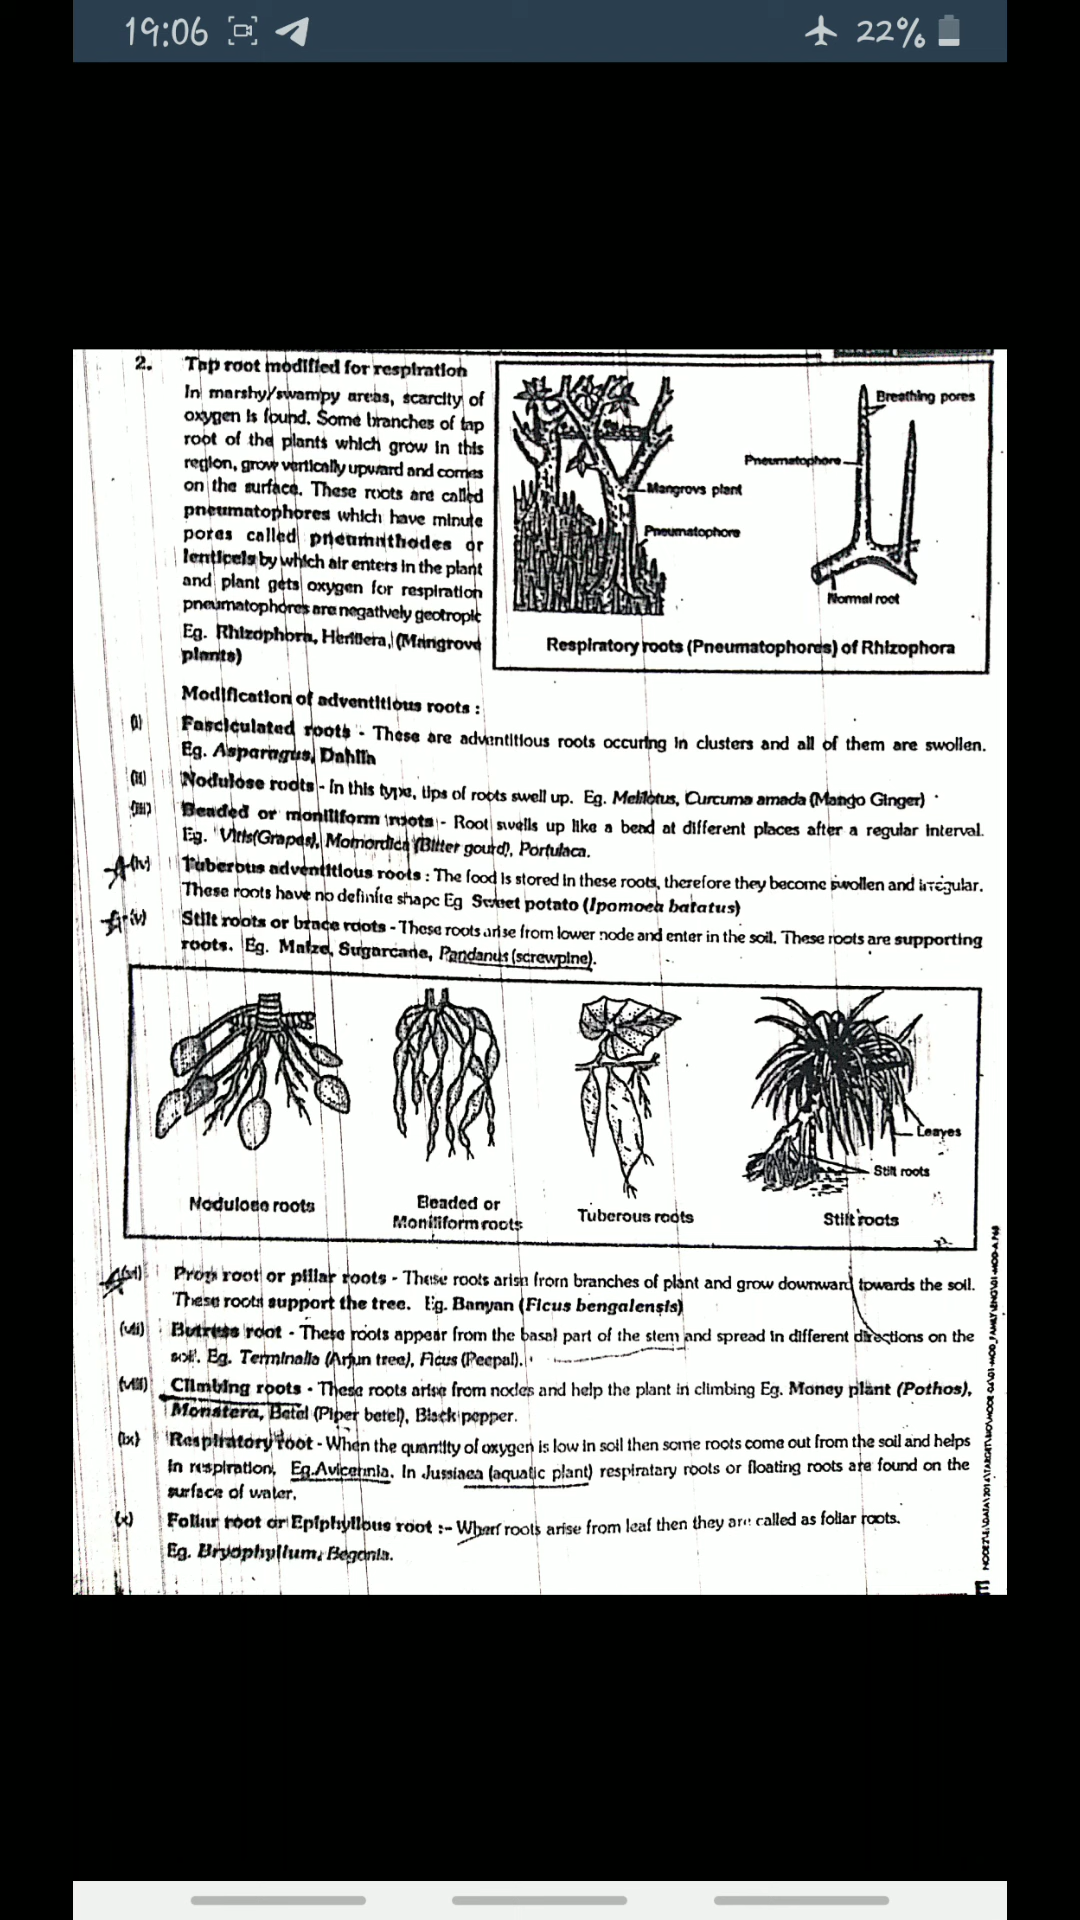 19:06
22%
2. Tap root modified for respiration
In marshy/swampy areas, scarcity of
oxygen is found. Some branches of tap
root of the plants which grow in this
region, grow vertically upward and comes
on the surface. These roots are called
pneumatophores which have minute
pores called pneumathodes or
lenticels by which air enters in the plant
and plant gets oxygen for respiration
pneumatophores are negatively geotropic
Eg. Rhizophora, Heritiera, (Mangrove
plants)
Breathing pores
Pneumatophore
Mangrovs plant
Pneumatophore
Normal root
Respiratory roots (Pneumatophores) of Rhizophora
Modification of adventitious roots :
(i) Fasciculated roots - These are adventitious roots occuring in clusters and all of them are swollen.
Eg. Asparagus, Dahlia
(ii) Nodulose roots - In this type, tips of roots swell up. Eg. Melilotus, Curcuma amada (Mango Ginger)
(iii) Beaded or moniliform roots - Root swells up like a bead at different places after a regular interval.
Eg. Vitis(Grapes), Momordica (Bitter gourd), Portulaca.
(iv) Tuberous adventitious roots : The food is stored in these roots, therefore they become swollen and irregular.
These roots have no definite shape Eg Sweet potato (Ipomoea batatus)
(v) Stilt roots or brace roots - These roots arise from lower node and enter in the soil. These roots are supporting
roots. Eg. Maize, Sugarcane, Pandanus (screwpine).
Leaves
Stilt roots
Nodulose roots
Beaded or
Moniliform roots
Tuberous roots
Stilt roots
(vi) Prop root or pillar roots - These roots arise from branches of plant and grow downward towards the soil.
These roots support the tree. Eg. Banyan (Ficus bengalensis)
(vii) Butress root - These roots appear from the basal part of the stem and spread in different directions on the
soil. Eg. Terminalia (Arjun tree), Ficus (Peepal).
(viii) Climbing roots - These roots arise from nodes and help the plant in climbing Eg. Money plant (Pothos),
Monstera, Betel (Piper betel), Black pepper.
(ix) Respiratory root - When the quantity of oxygen is low in soil then some roots come out from the soil and helps
in respiration, Eg.Avicennia. In Jussiaea (aquatic plant) respiratary roots or floating roots are found on the
surface of water.
(x) Foliar root or Epiphyllous root :- When roots arise from leaf then they are called as foliar roots.
Eg. Bryophyllum, Begonia.